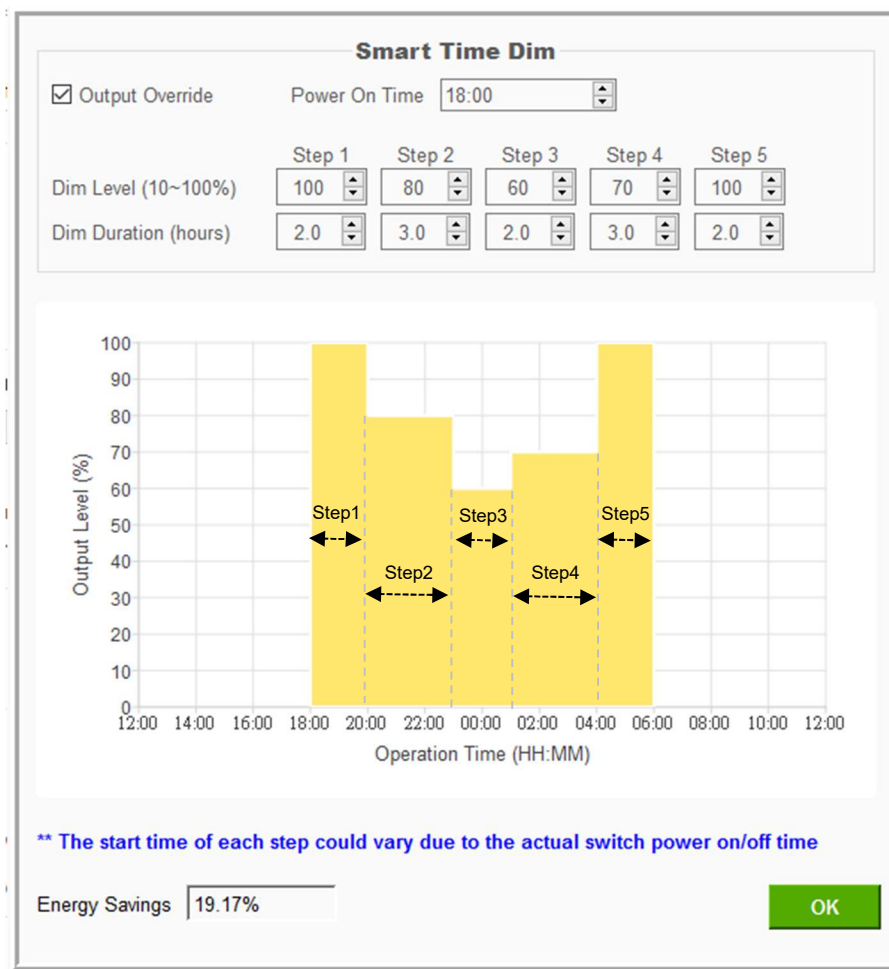 Smart Time Dim
Output Override Power On Time 18:00
Step 1 Step 2 Step 3 Step 4 Step 5
Dim Level (10~100%) 100 80 60 70 100
Dim Duration (hours) 2.0 3.0 2.0 3.0 2.0
100
90
80
70
60
50
40
30
20
10
0
Output Level (%)
Step1
Step2
Step3
Step4
Step5
12:00 14:00 16:00 18:00 20:00 22:00 00:00 02:00 04:00 06:00 08:00 10:00 12:00
Operation Time (HH:MM)
** The start time of each step could vary due to the actual switch power on/off time
Energy Savings 19.17%
OK